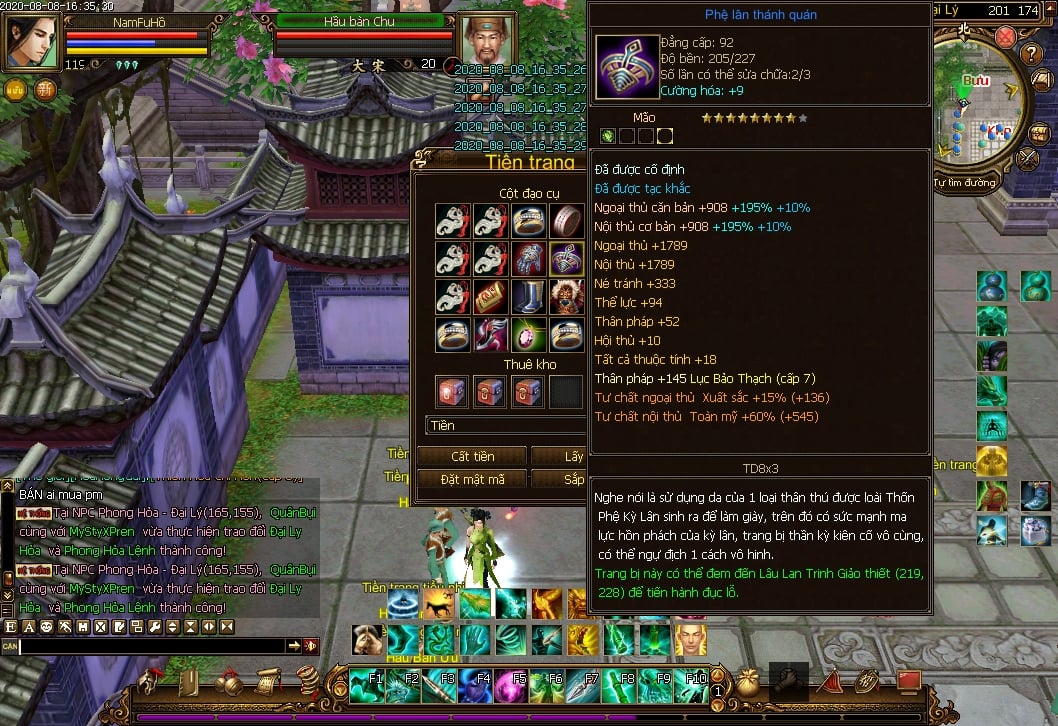 2020-08-08-16:35:30
NamFuHồ
119
Hầu bàn Chu
大宋 20
2020_08_08_16_35_26
2020_08_08_16_35_27
2020_08_08_16_35_27
2020_08_08_16_35_28
2020_08_08_16_35_29
Phệ lân thánh quán
Đẳng cấp: 92
Độ bền: 205/227
Số lần có thể sửa chữa:2/3
Cường hóa: +9
Mão
Đã được cố định
Đã được tạc khắc
Ngoại thủ căn bản +908 +195% +10%
Nội thủ cơ bản +908 +195% +10%
Ngoại thủ +1789
Nội thủ +1789
Né tránh +333
Thể lực +94
Thân pháp +52
Hội thủ +10
Tất cả thuộc tính +18
Thân pháp +145 Lục Bảo Thạch (cấp 7)
Tư chất ngoại thủ Xuất sắc +15% (+136)
Tư chất nội thủ Toàn mỹ +60% (+545)
TD8x3
Nghe nói là sử dụng da của 1 loại thần thú được loài Thốn
Phệ Kỳ Lân sinh ra để làm giày, trên đó có sức mạnh ma
lực hồn phách của kỳ lân, trang bị thần kỳ kiên cố vô cùng,
có thể ngự địch 1 cách vô hình.
Trang bị này có thể đem đến Lâu Lan Trinh Giảo thiết (219,
228) để tiến hành đục lỗ.
ại Lý 201 174
北
Bưu
Tự tìm đường
Tiền trang
Cột đạo cụ
Thuê kho
Tiền
Cất tiền
Lấy
Đặt mật mã
Sắp
ên trang
BÁN ai mua pm
Tại NPC Phong Hỏa - Đại Lý(165,155), QuânBụi
cùng với MyStyXPren vừa thực hiện trao đổi Đại Ly
Hỏa và Phong Hỏa Lệnh thành công!
Tại NPC Phong Hỏa - Đại Lý(165,155), QuânBụi
cùng với MyStyXPren vừa thực hiện trao đổi Đại Ly
Hỏa và Phong Hỏa Lệnh thành công!
CẬN
F1 F2 F3 F4 F5 F6 F7 F8 F9 F10
1